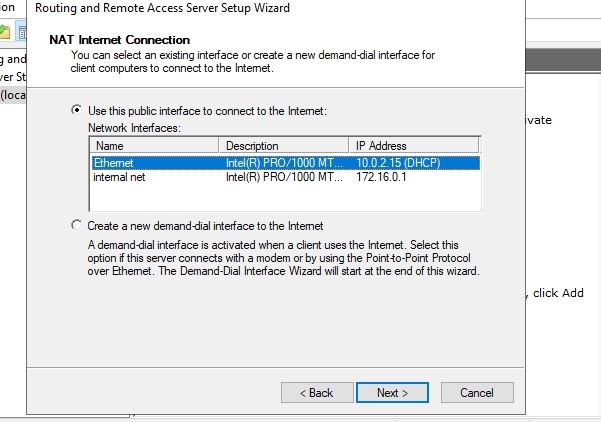 ion
Routing and Remote Access Server Setup Wizard
NAT Internet Connection
You can select an existing interface or create a new demand-dial interface for
client computers to connect to the Internet.
g and
ver St
(loca
ivate
Use this public interface to connect to the Internet:
Network Interfaces:
Name Description IP Address
Ethernet Intel(R) PRO/1000 MT... 10.0.2.15 (DHCP)
internal net Intel(R) PRO/1000 MT... 172.16.0.1
Create a new demand-dial interface to the Internet
A demand-dial interface is activated when a client uses the Internet. Select this
option if this server connects with a modem or by using the Point-to-Point Protocol
over Ethernet. The Demand-Dial Interface Wizard will start at the end of this wizard.
, click Add
< Back Next > Cancel